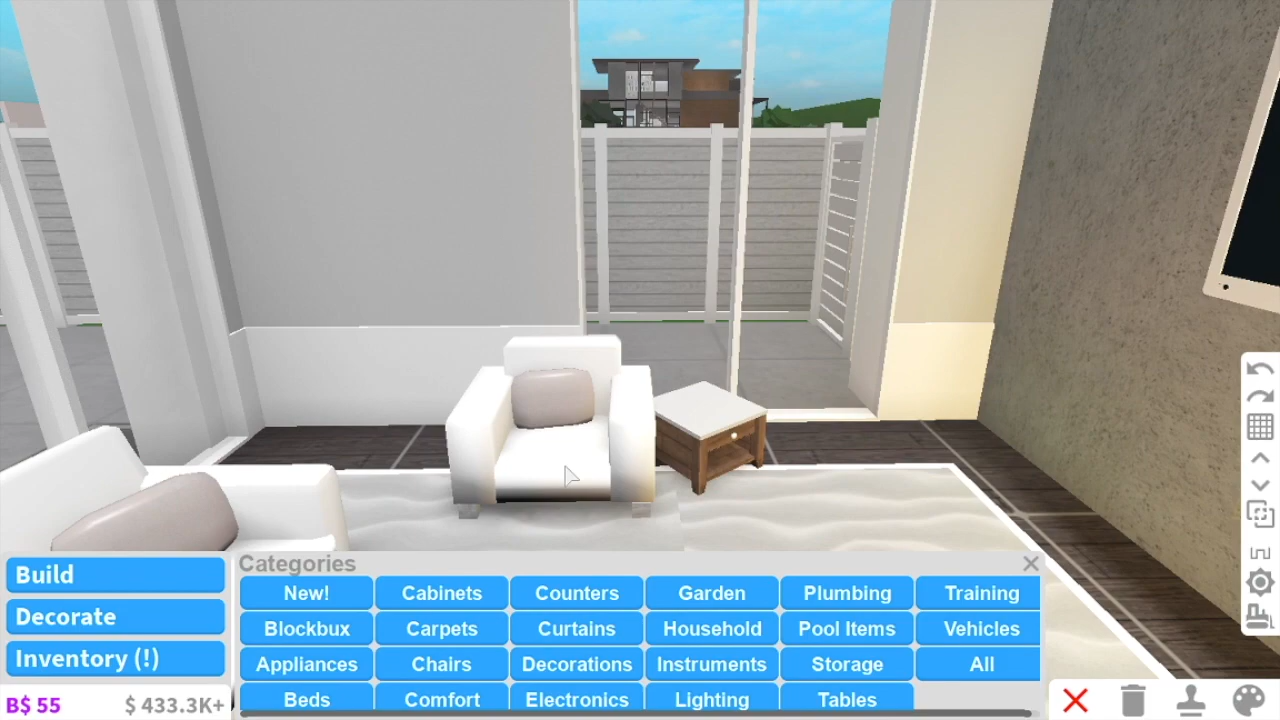 Build
Decorate
Inventory (!)
B$ 55
$ 433.3K+
Categories
New! Cabinets Counters Garden Plumbing Training
Blockbux Carpets Curtains Household Pool Items Vehicles
Appliances Chairs Decorations Instruments Storage All
Beds Comfort Electronics Lighting Tables